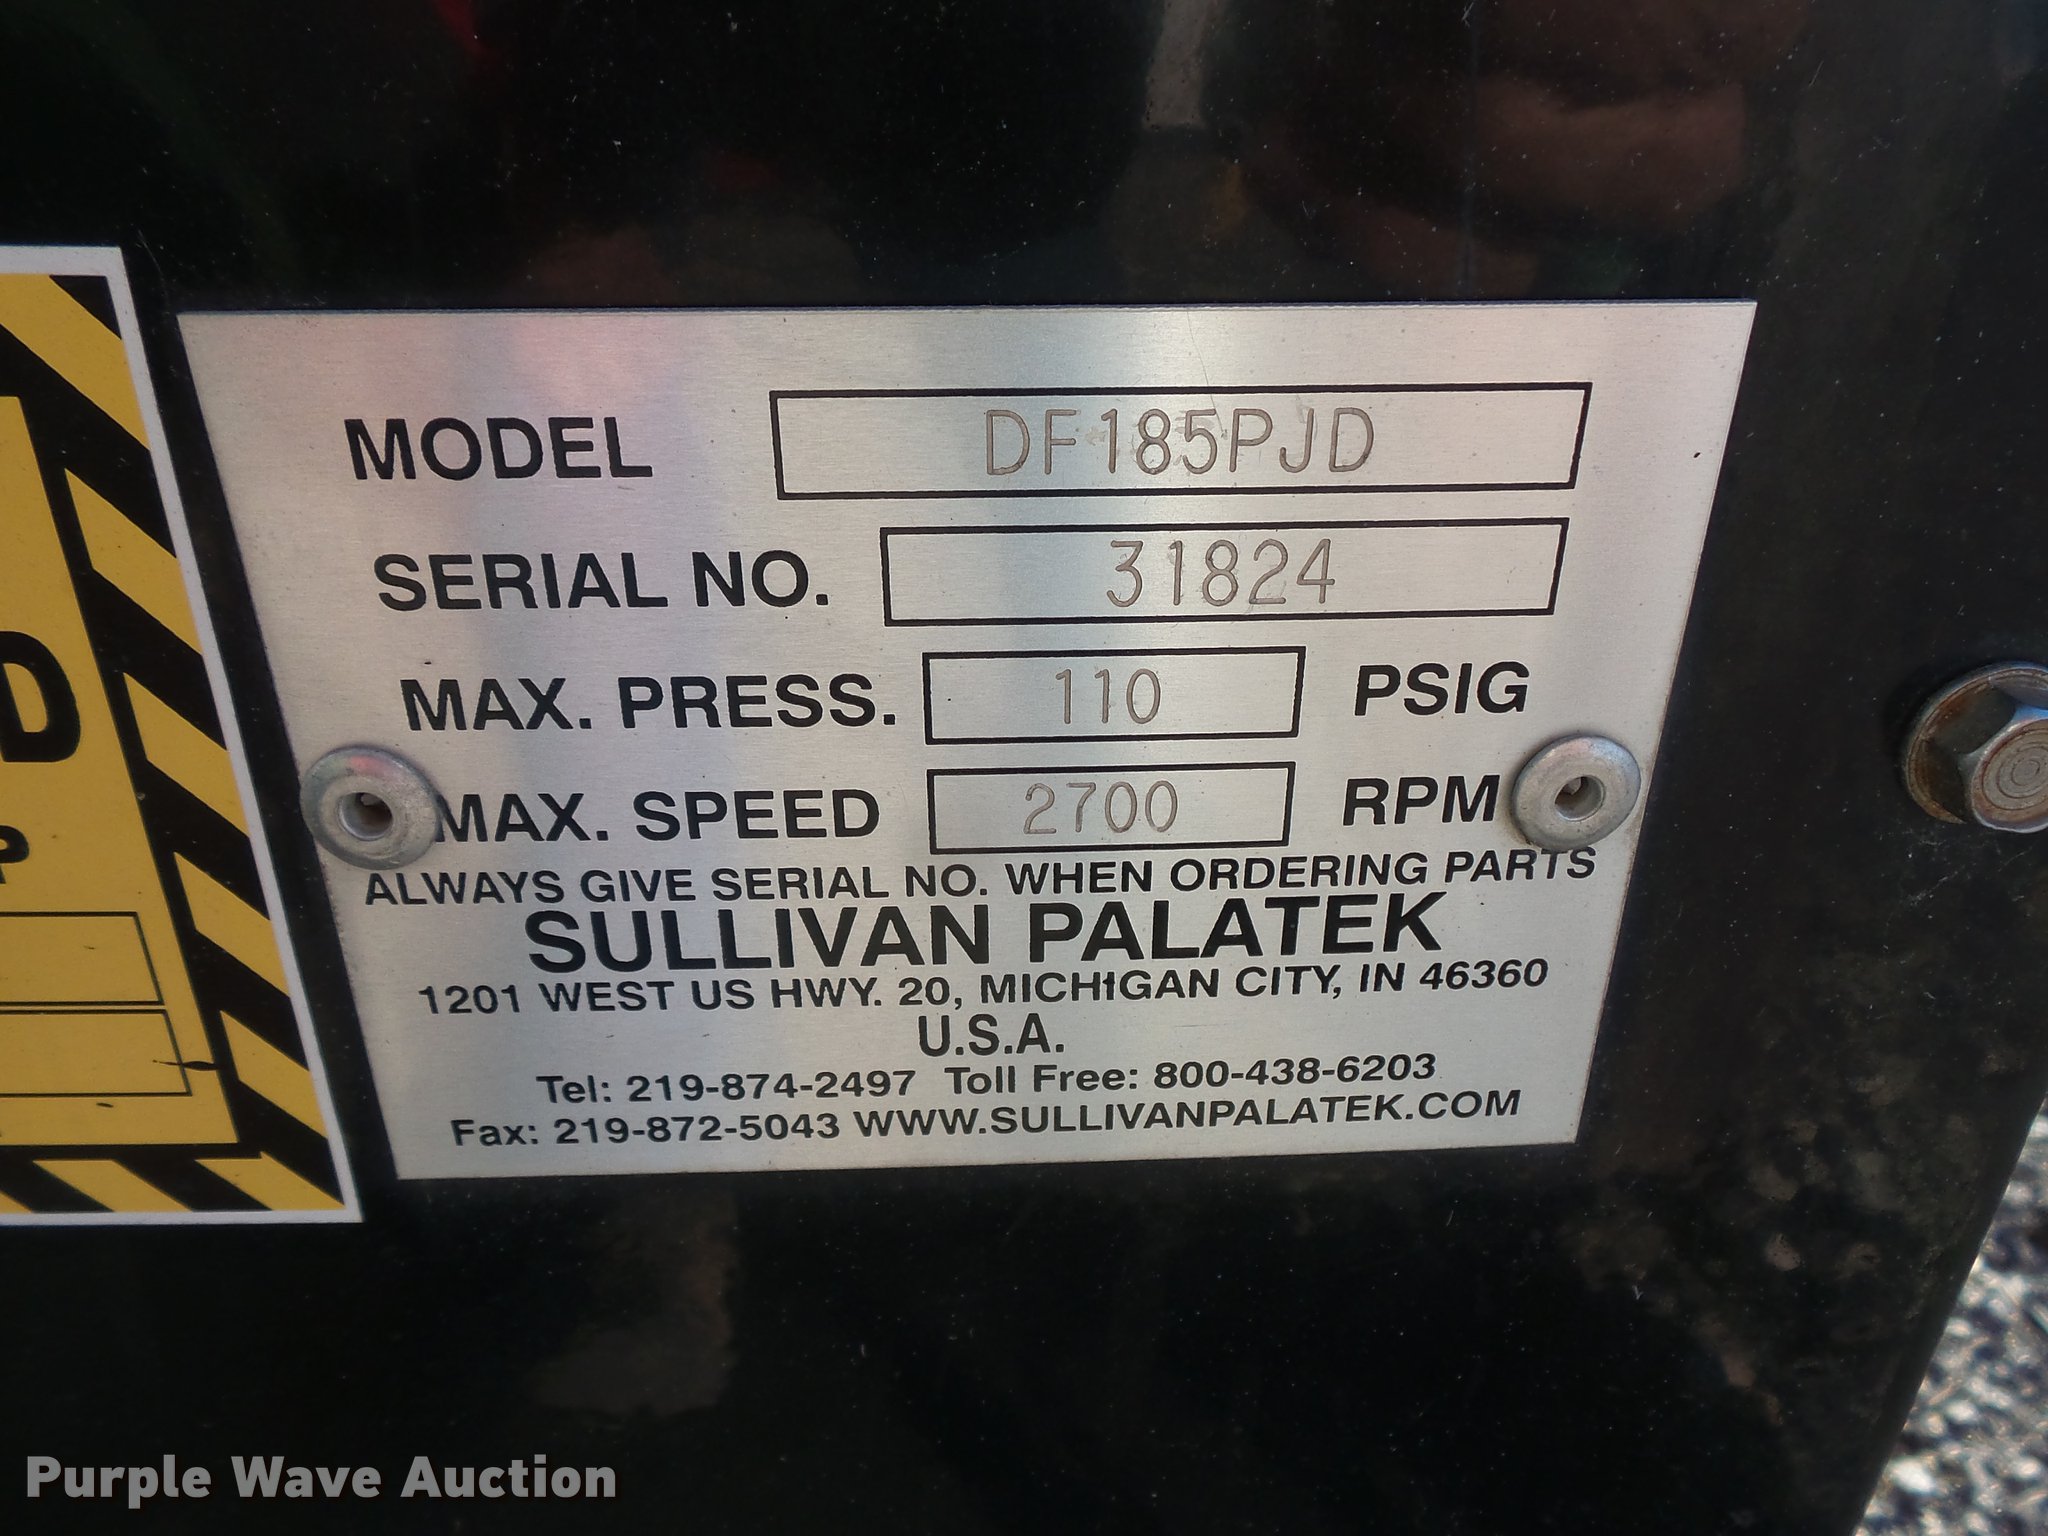 MODEL DF185PJD
SERIAL NO. 31824
MAX. PRESS. 110 PSIG
MAX. SPEED 2700 RPM
ALWAYS GIVE SERIAL NO. WHEN ORDERING PARTS
SULLIVAN PALATEK
1201 WEST US HWY. 20, MICHIGAN CITY, IN 46360
U.S.A.
Tel: 219-874-2497 Toll Free: 800-438-6203
Fax: 219-872-5043 WWW.SULLIVANPALATEK.COM
D
P
Purple Wave Auction